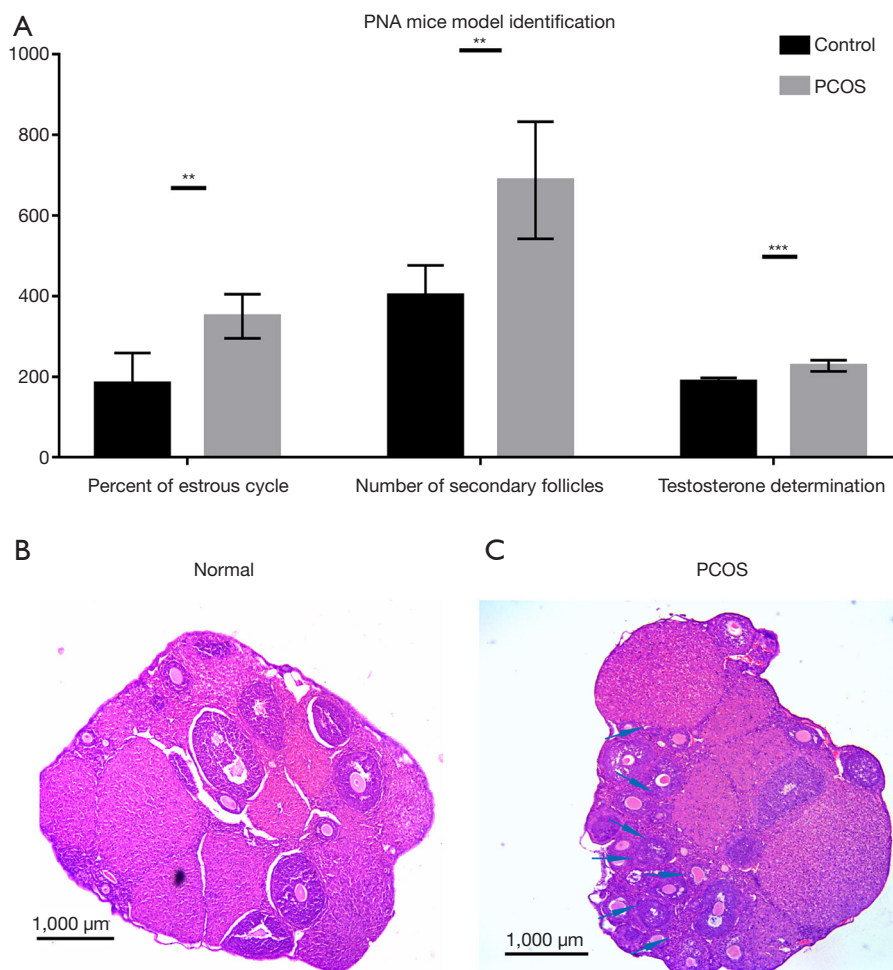 A
PNA mice model identification
1000
800
600
400
200
0
**
**
***
Control
PCOS
Percent of estrous cycle
Number of secondary follicles
Testosterone determination
B
Normal
1,000 µm
C
PCOS
1,000 µm